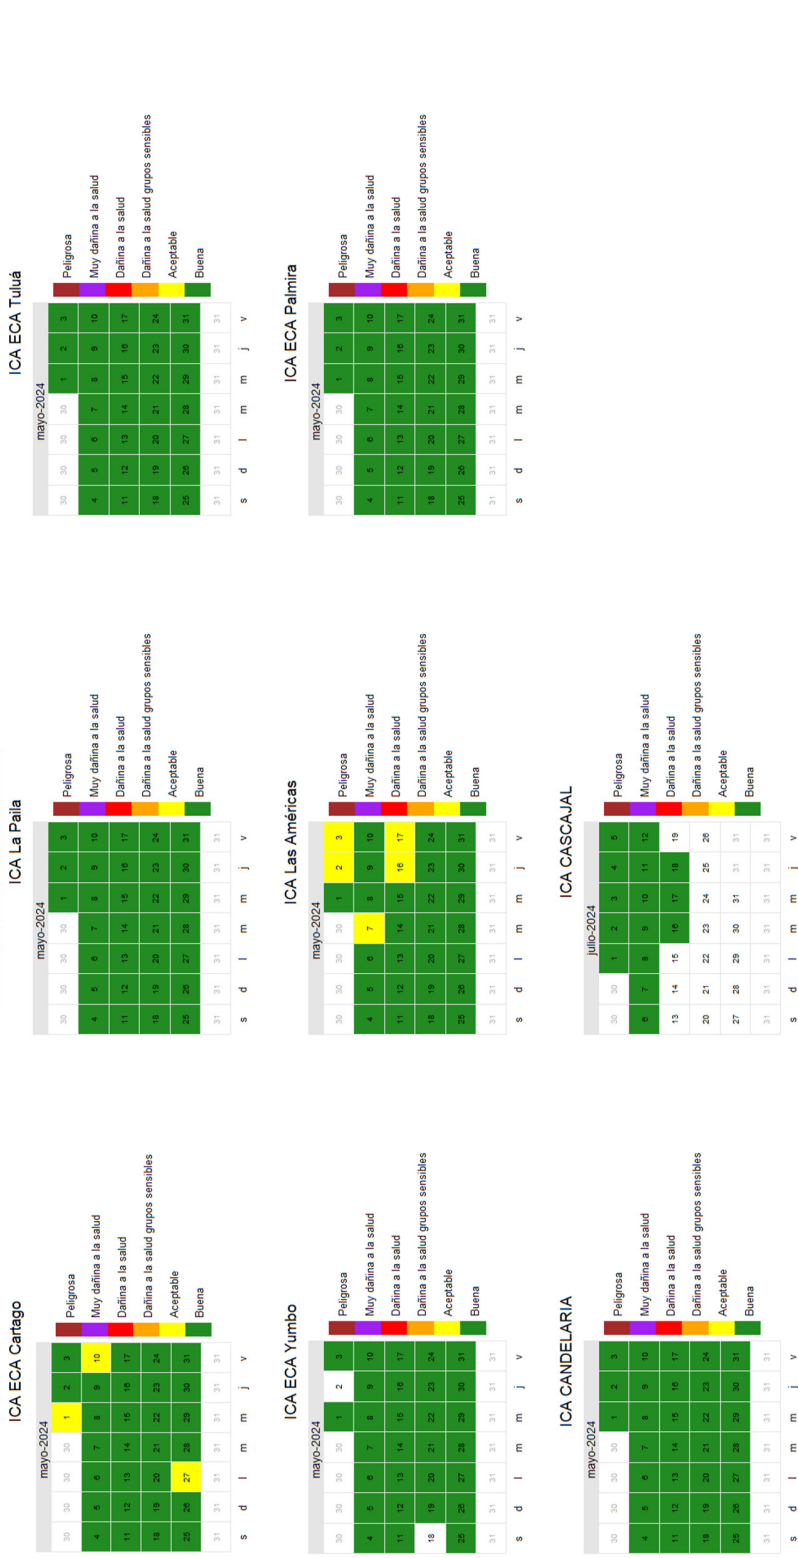 ICA ECA Cartago
mayo-2024
30 30 30 30 1 2 3
4 5 6 7 8 9 10
11 12 13 14 15 16 17
18 19 20 21 22 23 24
25 26 27 28 29 30 31
31 31 31 31 31 31 31
s d l m m j v
Peligrosa
Muy dañina a la salud
Dañina a la salud
Dañina a la salud grupos sensibles
Aceptable
Buena
ICA La Paila
mayo-2024
30 30 30 30 1 2 3
4 5 6 7 8 9 10
11 12 13 14 15 16 17
18 19 20 21 22 23 24
25 26 27 28 29 30 31
31 31 31 31 31 31 31
s d l m m j v
Peligrosa
Muy dañina a la salud
Dañina a la salud
Dañina a la salud grupos sensibles
Aceptable
Buena
ICA ECA Tuluá
mayo-2024
30 30 30 30 1 2 3
4 5 6 7 8 9 10
11 12 13 14 15 16 17
18 19 20 21 22 23 24
25 26 27 28 29 30 31
31 31 31 31 31 31 31
s d l m m j v
Peligrosa
Muy dañina a la salud
Dañina a la salud
Dañina a la salud grupos sensibles
Aceptable
Buena
ICA ECA Yumbo
mayo-2024
30 30 30 30 1 2 3
4 5 6 7 8 9 10
11 12 13 14 15 16 17
18 19 20 21 22 23 24
25 26 27 28 29 30 31
31 31 31 31 31 31 31
s d l m m j v
Peligrosa
Muy dañina a la salud
Dañina a la salud
Dañina a la salud grupos sensibles
Aceptable
Buena
ICA Las Américas
mayo-2024
30 30 30 30 1 2 3
4 5 6 7 8 9 10
11 12 13 14 15 16 17
18 19 20 21 22 23 24
25 26 27 28 29 30 31
31 31 31 31 31 31 31
s d l m m j v
Peligrosa
Muy dañina a la salud
Dañina a la salud
Dañina a la salud grupos sensibles
Aceptable
Buena
ICA ECA Palmira
mayo-2024
30 30 30 30 1 2 3
4 5 6 7 8 9 10
11 12 13 14 15 16 17
18 19 20 21 22 23 24
25 26 27 28 29 30 31
31 31 31 31 31 31 31
s d l m m j v
Peligrosa
Muy dañina a la salud
Dañina a la salud
Dañina a la salud grupos sensibles
Aceptable
Buena
ICA CANDELARIA
mayo-2024
30 30 30 30 1 2 3
4 5 6 7 8 9 10
11 12 13 14 15 16 17
18 19 20 21 22 23 24
25 26 27 28 29 30 31
31 31 31 31 31 31 31
s d l m m j v
Peligrosa
Muy dañina a la salud
Dañina a la salud
Dañina a la salud grupos sensibles
Aceptable
Buena
ICA CASCAJAL
julio-2024
30 30 1 2 3 4 5
6 7 8 9 10 11 12
13 14 15 16 17 18 19
20 21 22 23 24 25 26
27 28 29 30 31 31 31
31 31 31 31 31 31 31
s d l m m j v
Peligrosa
Muy dañina a la salud
Dañina a la salud
Dañina a la salud grupos sensibles
Aceptable
Buena